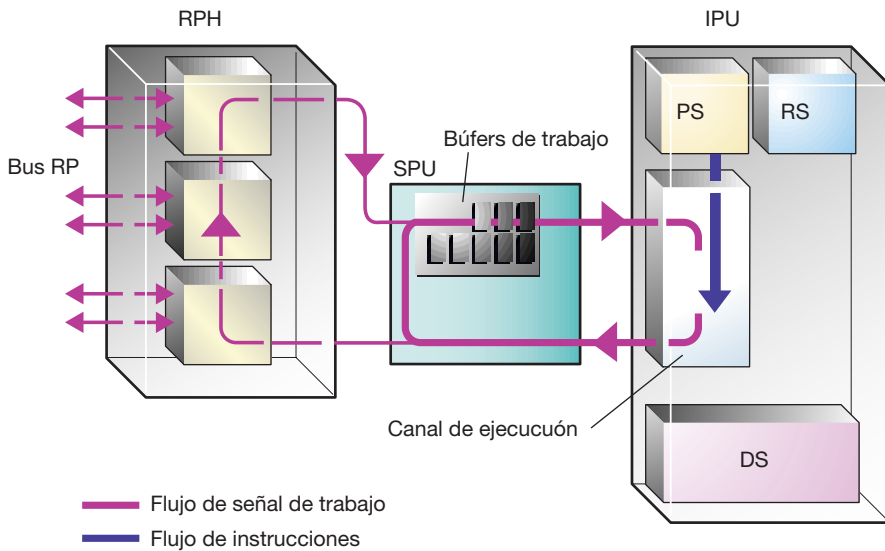 RPH
IPU
PS
RS
Búfers de trabajo
Bus RP
SPU
Canal de ejecucuón
DS
Flujo de señal de trabajo
Flujo de instrucciones